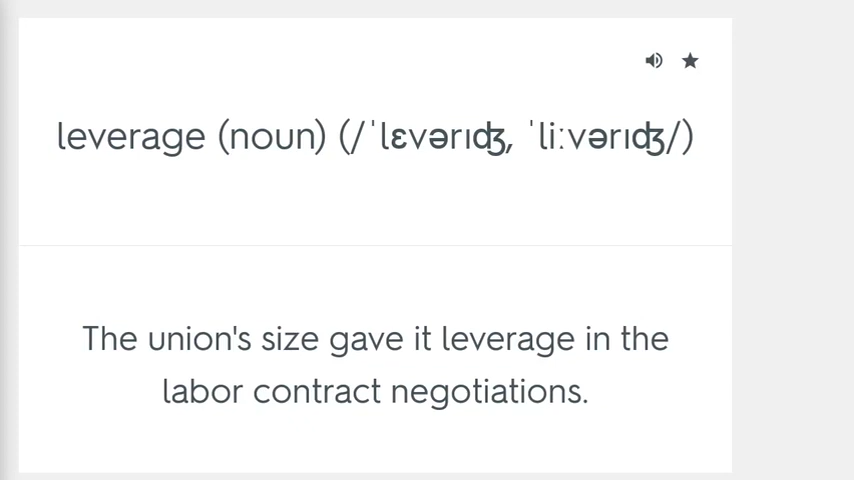 leverage (noun) (/ˈlɛvərɪʤ, ˈliːvərɪʤ/)
The union's size gave it leverage in the
labor contract negotiations.